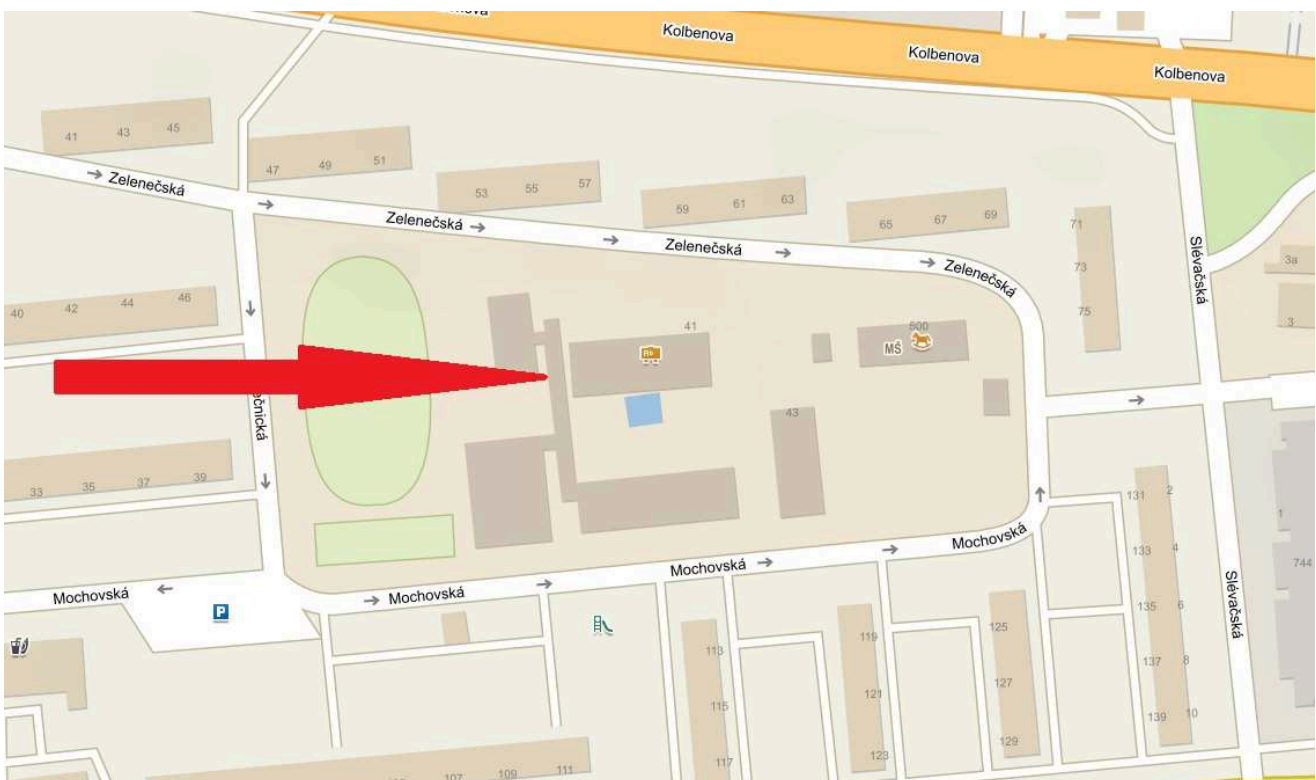 Kolbenova
Kolbenova
Kolbenova
41 43 45
47 49 51
53 55 57
59 61 63
65 67 69
71
73
75
Zelenečská
Zelenečská
Zelenečská
Zelenečská
Slévačská
3a
3
40 42 44 46
41
500
MŠ
43
33 35 37 39
131 2
133 4
135 6
137 8
139 10
1
744
Mochovská
Mochovská
Mochovská
Mochovská
P
Slévačská
113
115
117
119
121
123
125
127
129
107 109 111